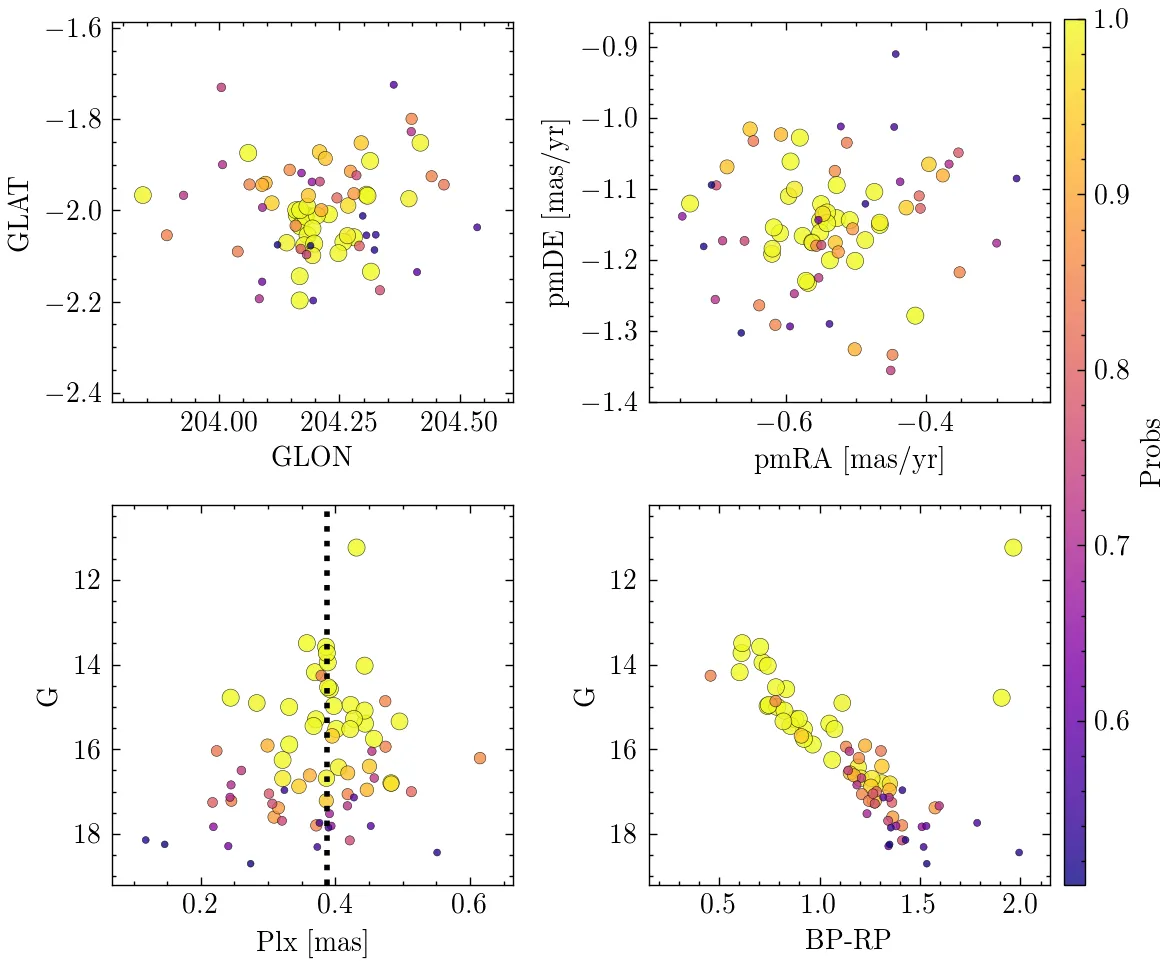 −1.6
−1.8
−2.0
−2.2
−2.4
GLAT
204.00 204.25 204.50
GLON
−0.9
−1.0
−1.1
−1.2
−1.3
−1.4
pmDE [mas/yr]
−0.6 −0.4
pmRA [mas/yr]
1.0
0.9
0.8
0.7
0.6
Probs
12
14
16
18
G
0.2 0.4 0.6
Plx [mas]
12
14
16
18
G
0.5 1.0 1.5 2.0
BP-RP